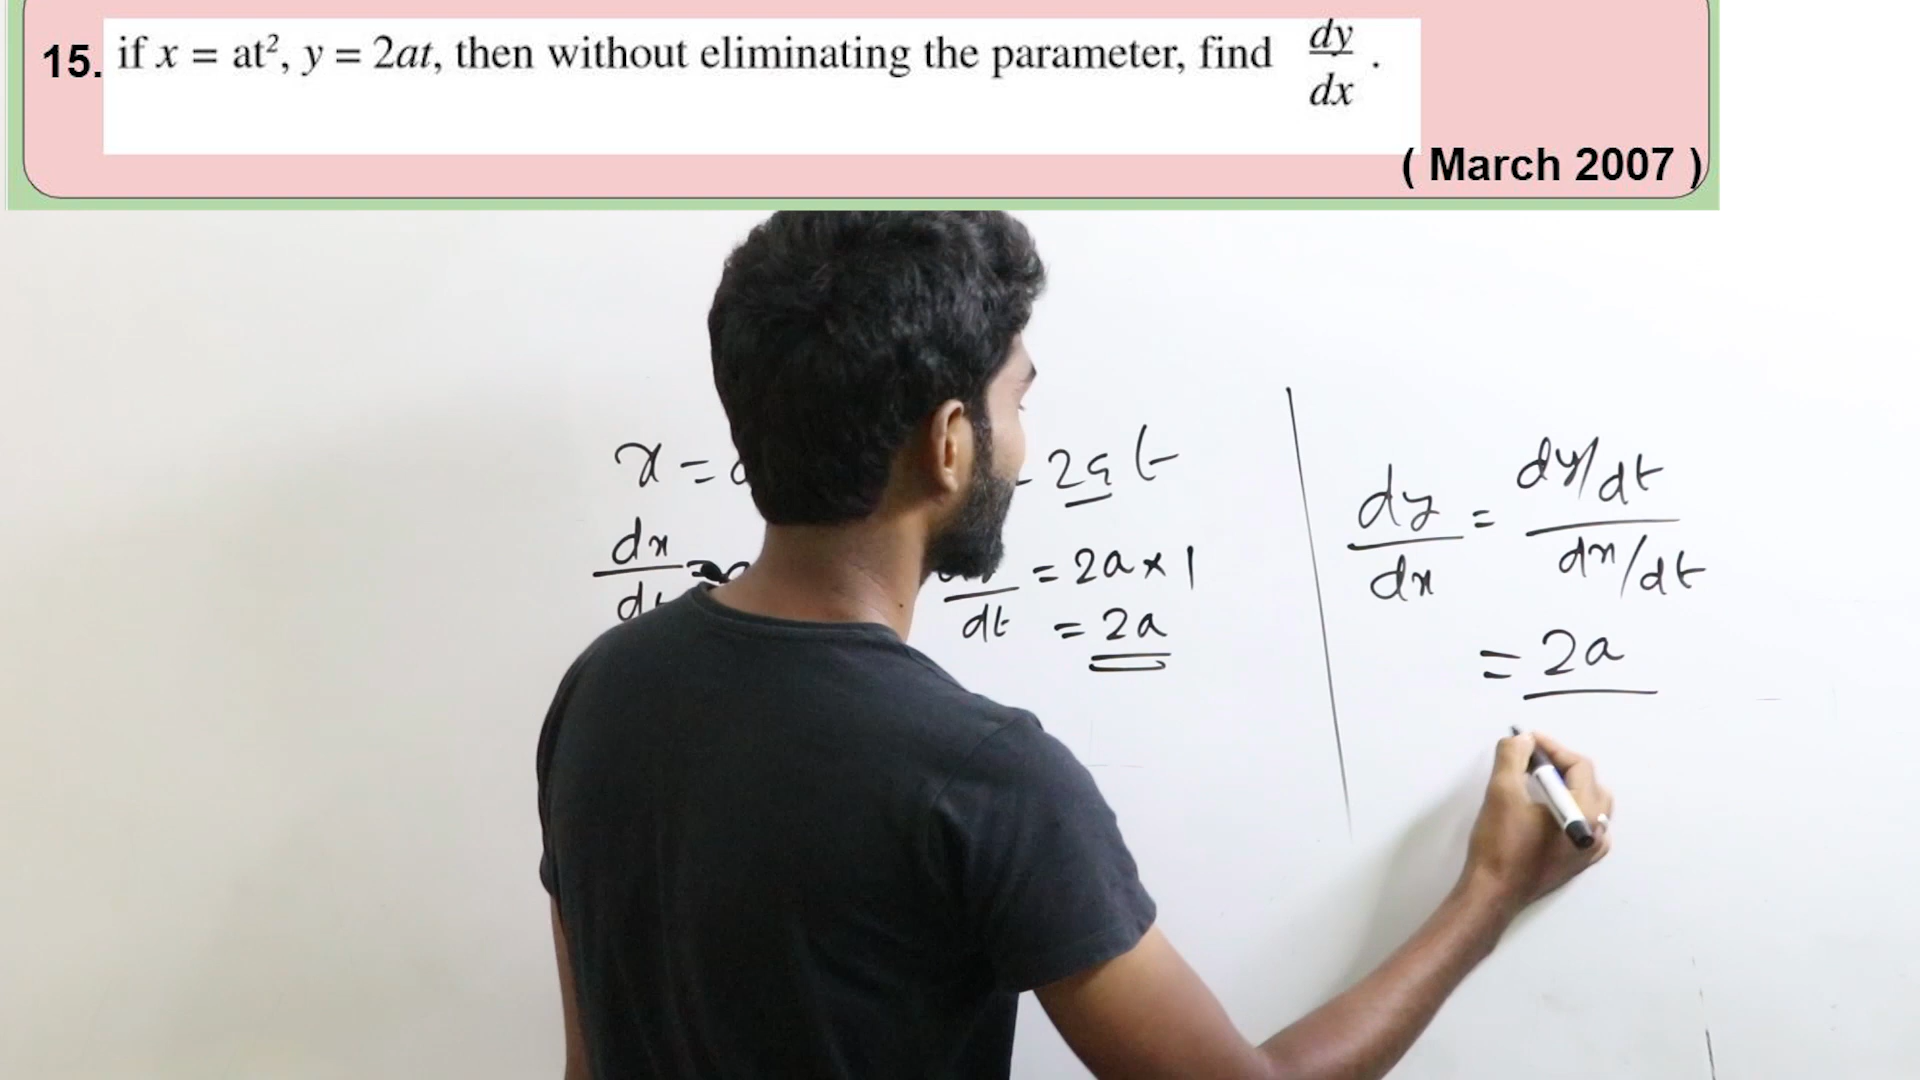 15. if x = at², y = 2at, then without eliminating the parameter, find dy/dx.
( March 2007 )
x =
2at
dx/dt =
dt = 2a × 1
= 2a
dy/dx = dy/dt / dx/dt
= 2a